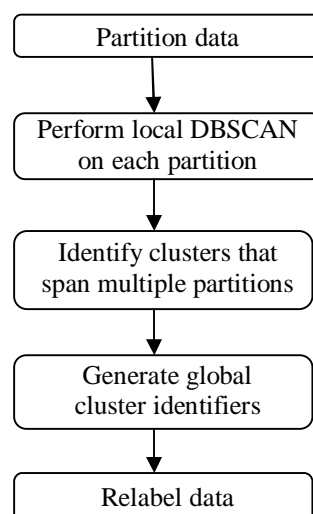 Partition data
Perform local DBSCAN
on each partition
Identify clusters that
span multiple partitions
Generate global
cluster identifiers
Relabel data